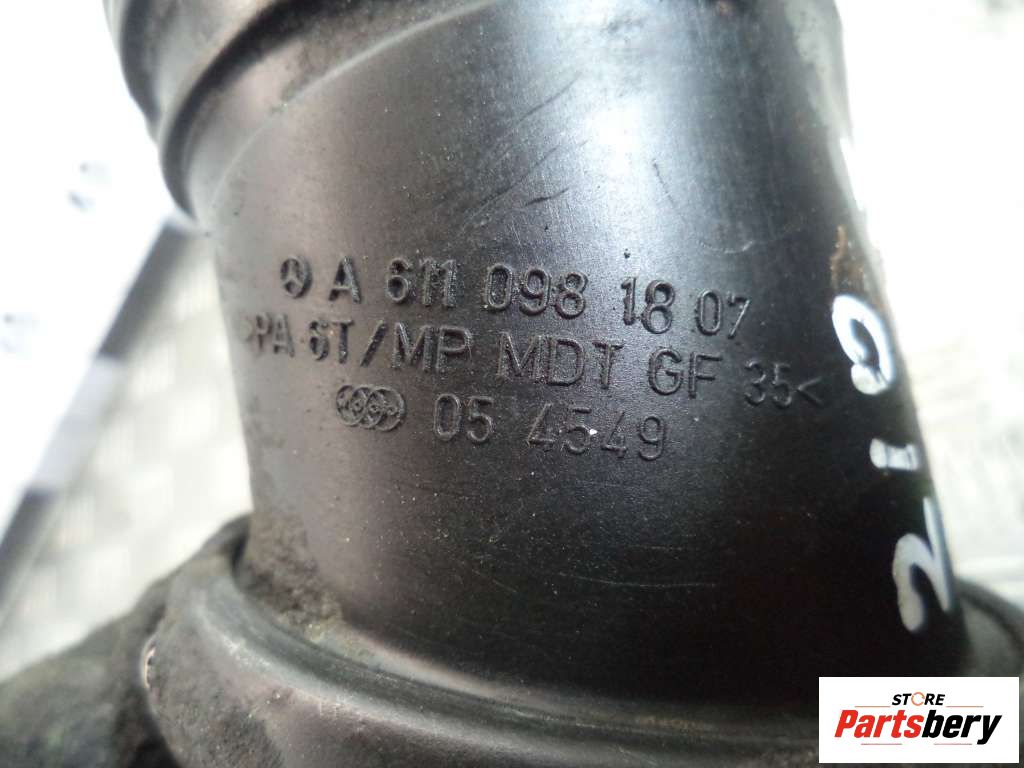 A 611 098 18 07
>PA 6T/MP MDT GF 35<
05 4549
STORE
Partsbery